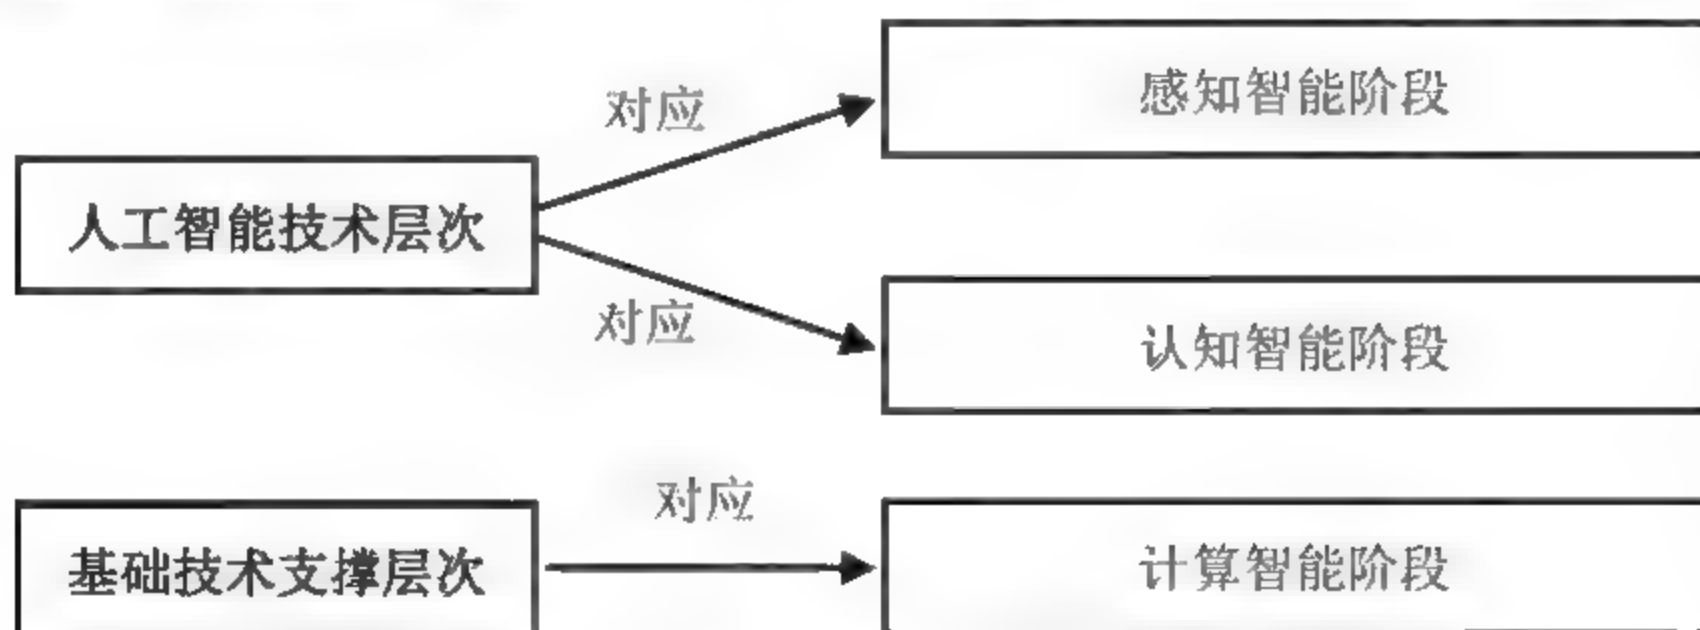 对应
感知智能阶段
人工智能技术层次
对应
认知智能阶段
对应
基础技术支撑层次
计算智能阶段